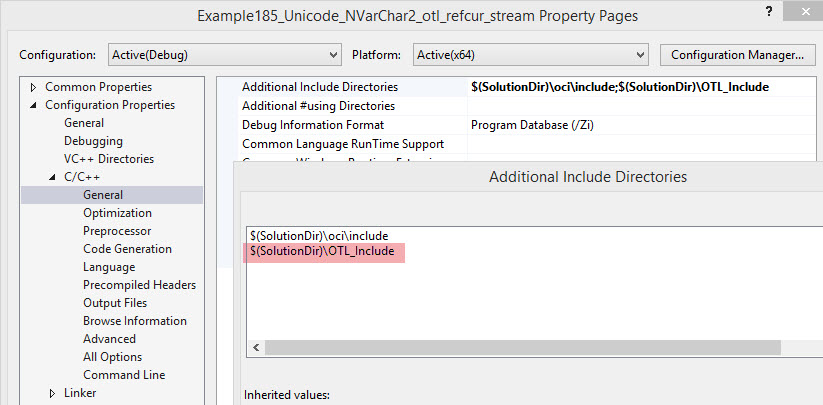 Example185_Unicode_NVarChar2_otl_refcur_stream Property Pages
?
Configuration: Active(Debug) Platform: Active(x64) Configuration Manager...
Common Properties
Configuration Properties
General
Debugging
VC++ Directories
C/C++
General
Optimization
Preprocessor
Code Generation
Language
Precompiled Headers
Output Files
Browse Information
Advanced
All Options
Command Line
Linker
Additional Include Directories $(SolutionDir)\oci\include;$(SolutionDir)\OTL_Include
Additional #using Directories
Debug Information Format Program Database (/Zi)
Common Language RunTime Support
Additional Include Directories
$(SolutionDir)\oci\include
$(SolutionDir)\OTL_Include
Inherited values: